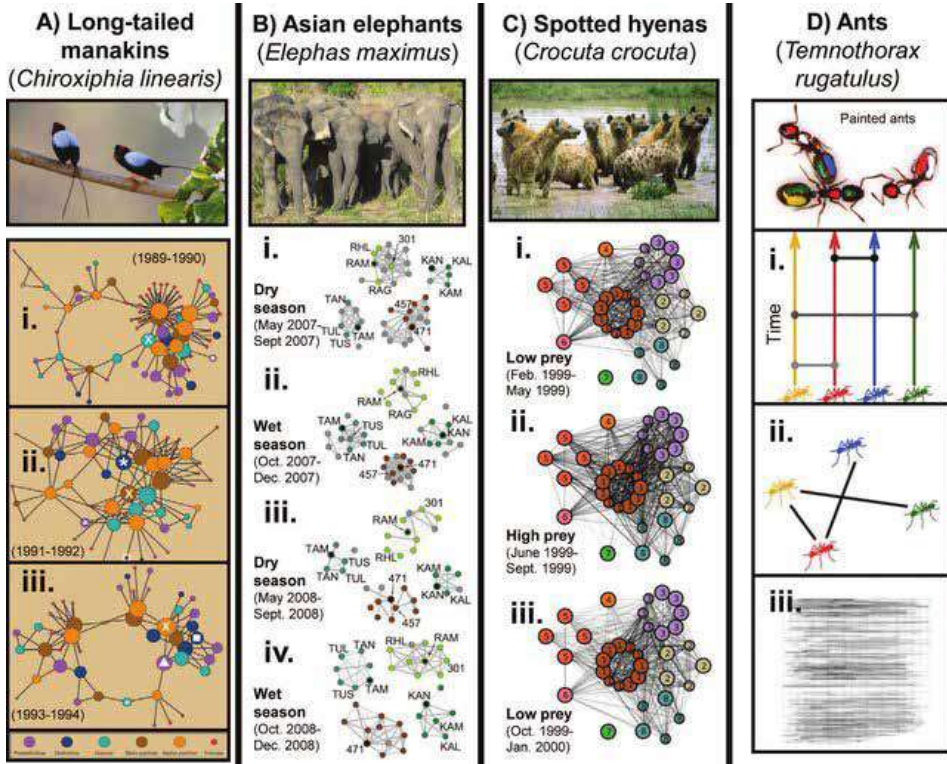 A) Long-tailed
manakins
(Chiroxiphia linearis)
(1989-1990)
i.
X
ii.
*
X
(1991-1992)
iii.
X
(1993-1994)
Females
B) Asian elephants
(Elephas maximus)
i.
301
RHL
KAN
KAL
RAM
Dry
season
(May 2007-
Sept 2007)
RAG
KAM
TAN
457
TAM
TUS
471
ii.
RHL
Wet
season
(Oct. 2007-
Dec. 2007)
RAM
RAG
TAM
TUS
KAL
TUL
KAM
KAN
TAN
457
471
iii.
301
RAM
Dry
season
(May 2008-
Sept. 2008)
TAM
TUS
RHL
KAM
TAN
TUL
471
KAN
KAL
457
iv.
RAM
TUL
TAN
RHL
Wet
season
(Oct. 2008-
Dec. 2008)
301
TUS
TAM
KAN
KAM
471
KAL
C) Spotted hyenas
(Crocuta crocuta)
i.
Low prey
(Feb. 1999-
May 1999)
ii.
High prey
(June 1999-
Sept. 1999)
iii.
Low prey
(Oct. 1999-
Jan. 2000)
D) Ants
(Temnothorax
rugatulus)
Painted ants
i.
Time
ii.
iii.